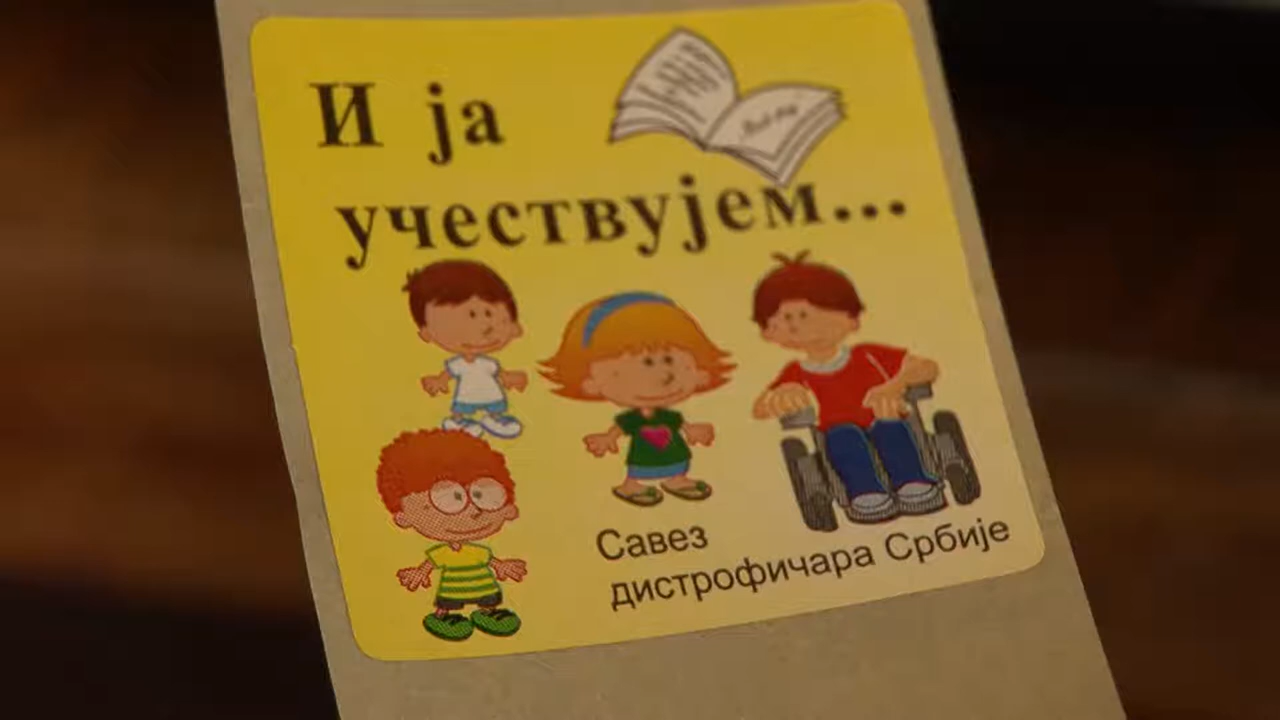 И ја
учествујем...
Савез
дистрофичара Србије